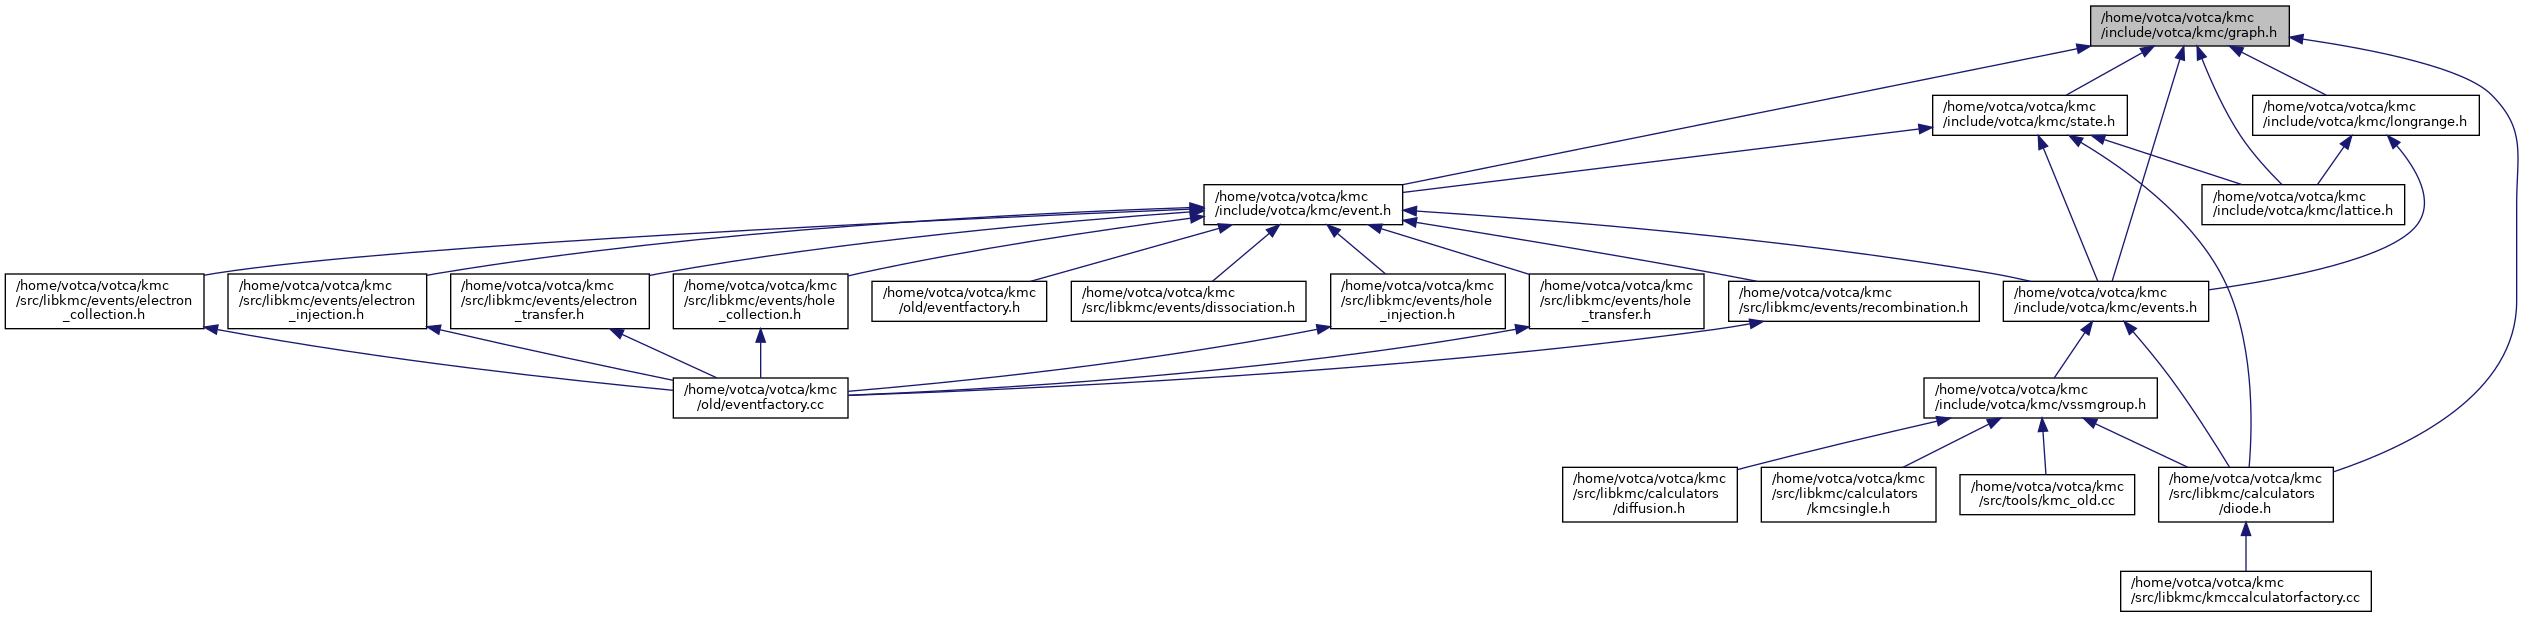 /home/votca/votca/kmc
/include/votca/kmc/graph.h
/home/votca/votca/kmc
/include/votca/kmc/state.h
/home/votca/votca/kmc
/include/votca/kmc/longrange.h
/home/votca/votca/kmc
/include/votca/kmc/event.h
/home/votca/votca/kmc
/include/votca/kmc/lattice.h
/home/votca/votca/kmc
/src/libkmc/events/electron
_collection.h
/home/votca/votca/kmc
/src/libkmc/events/electron
_injection.h
/home/votca/votca/kmc
/src/libkmc/events/electron
_transfer.h
/home/votca/votca/kmc
/src/libkmc/events/hole
_collection.h
/home/votca/votca/kmc
/old/eventfactory.h
/home/votca/votca/kmc
/src/libkmc/events/dissociation.h
/home/votca/votca/kmc
/src/libkmc/events/hole
_injection.h
/home/votca/votca/kmc
/src/libkmc/events/hole
_transfer.h
/home/votca/votca/kmc
/src/libkmc/events/recombination.h
/home/votca/votca/kmc
/include/votca/kmc/events.h
/home/votca/votca/kmc
/old/eventfactory.cc
/home/votca/votca/kmc
/include/votca/kmc/vssmgroup.h
/home/votca/votca/kmc
/src/libkmc/calculators
/diffusion.h
/home/votca/votca/kmc
/src/libkmc/calculators
/kmcsingle.h
/home/votca/votca/kmc
/src/tools/kmc_old.cc
/home/votca/votca/kmc
/src/libkmc/calculators
/diode.h
/home/votca/votca/kmc
/src/libkmc/kmccalculatorfactory.cc